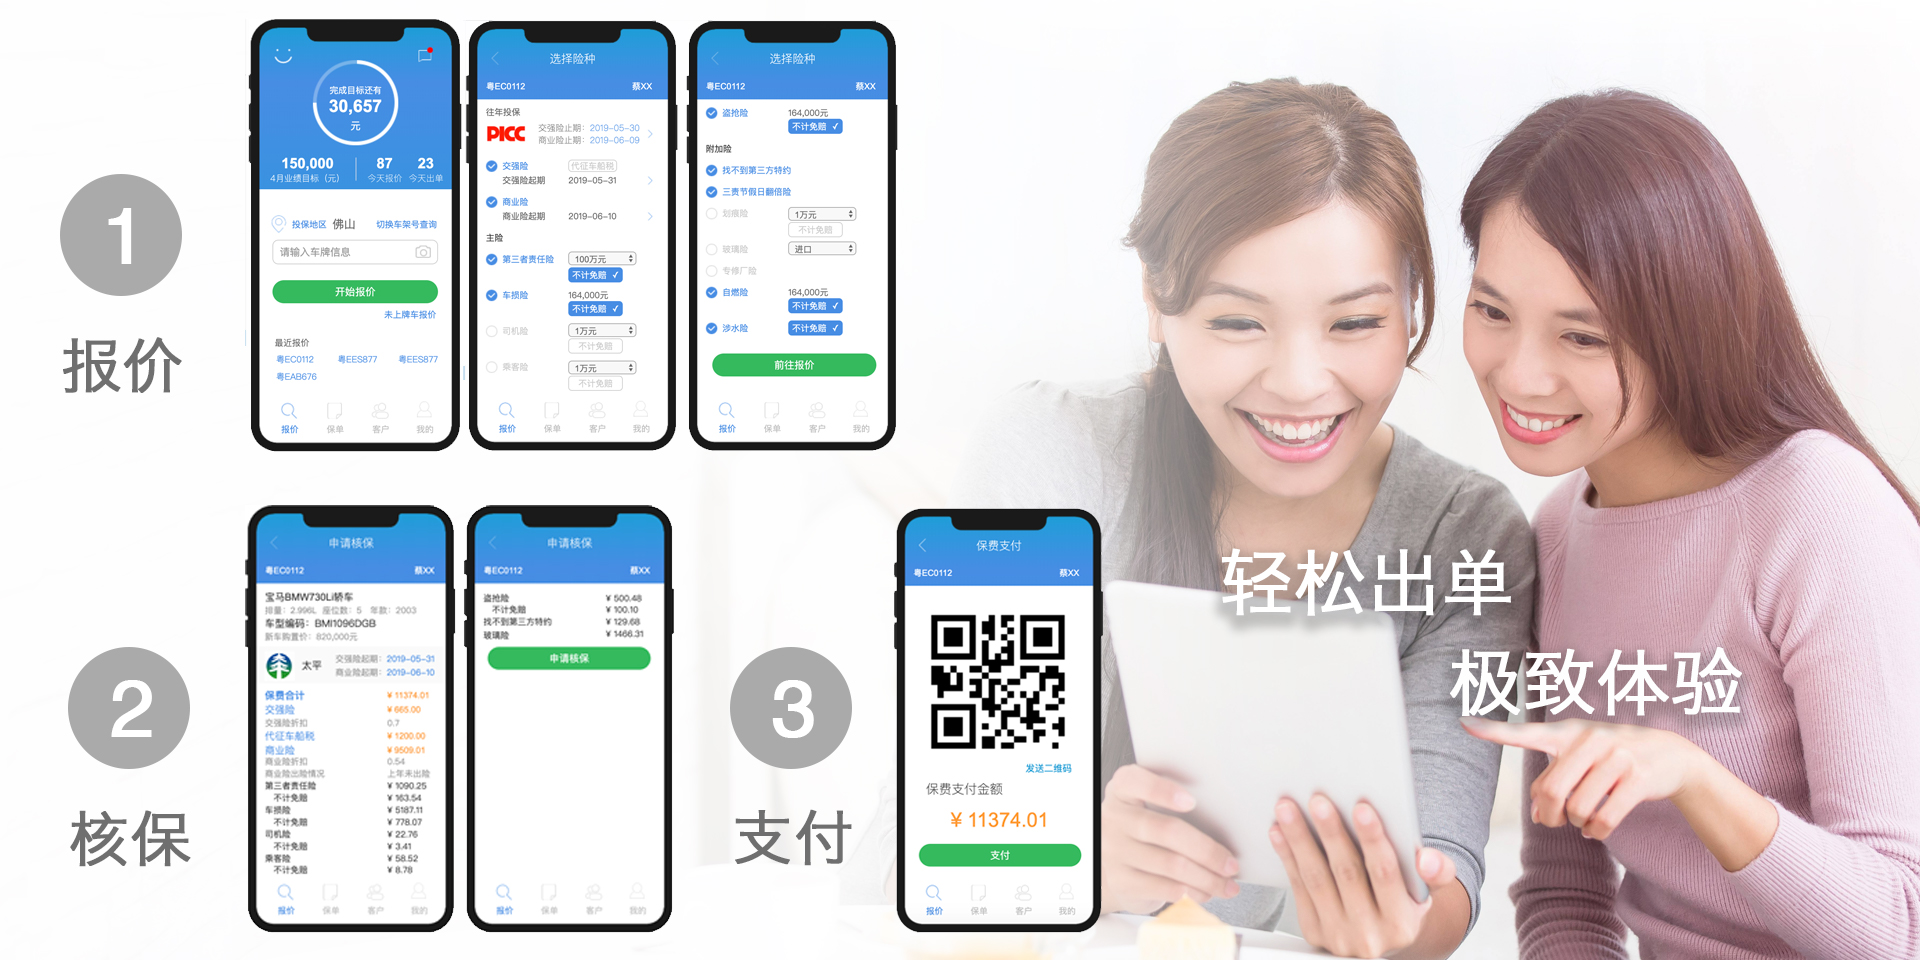 1
报价
完成目标还有
30,657
元
150,000
4月业绩目标（元）
87
今天报价
23
今天出单
投保地区 佛山 切换车架号查询
请输入车牌信息
开始报价
未上牌车报价
最近报价
粤EC0112 粤EES877 粤EES877
粤EAB676
报价 保单 客户 我的
选择险种
粤EC0112 蔡XX
往年投保
PICC
交强险止期：2019-05-30
商业险止期：2019-06-09
交强险 代征车船税
交强险起期 2019-05-31
商业险
商业险起期 2019-06-10
主险
第三者责任险 100万元
不计免赔 ✓
车损险 164,000元
不计免赔 ✓
司机险 1万元
不计免赔
乘客险 1万元
不计免赔
报价 保单 客户 我的
选择险种
粤EC0112 蔡XX
盗抢险 164,000元
不计免赔 ✓
附加险
找不到第三方特约
三责节假日翻倍险
划痕险 1万元
不计免赔
玻璃险 进口
专修厂险
自燃险 164,000元
不计免赔 ✓
涉水险 不计免赔 ✓
前往报价
报价 保单 客户 我的
2
核保
申请核保
粤EC0112 蔡XX
宝马BMW730Li轿车
排量：2.996L 座位数：5 年款：2003
车型编码：BMI1096DGB
新车购置价：820,000元
太平
交强险起期：2019-05-31
商业险起期：2019-06-10
保费合计 ¥ 11374.01
交强险 ¥ 665.00
交强险折扣 0.7
代征车船税 ¥ 1200.00
商业险 ¥ 9509.01
商业险折扣 0.54
商业险出险情况 上年未出险
第三者责任险 ¥ 1090.25
不计免赔 ¥ 163.54
车损险 ¥ 5187.11
不计免赔 ¥ 778.07
司机险 ¥ 22.76
不计免赔 ¥ 3.41
乘客险 ¥ 58.52
不计免赔 ¥ 8.78
报价 保单 客户 我的
申请核保
粤EC0112 蔡XX
盗抢险 ¥ 500.48
不计免赔 ¥ 100.10
找不到第三方特约 ¥ 129.68
玻璃险 ¥ 1466.31
申请核保
报价 保单 客户 我的
3
支付
保费支付
粤EC0112 蔡XX
发送二维码
保费支付金额
¥ 11374.01
支付
报价 保单 客户 我的
轻松出单
极致体验